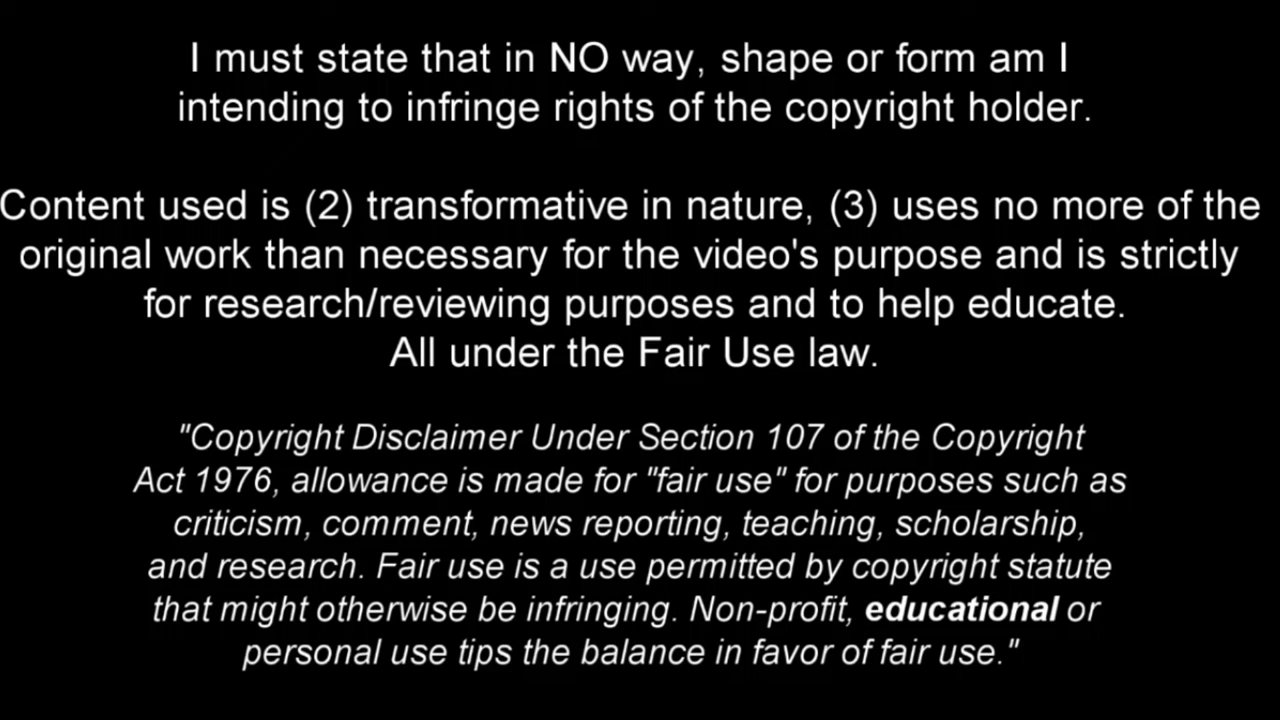 I must state that in NO way, shape or form am I
intending to infringe rights of the copyright holder.
Content used is (2) transformative in nature, (3) uses no more of the
original work than necessary for the video's purpose and is strictly
for research/reviewing purposes and to help educate.
All under the Fair Use law.
"Copyright Disclaimer Under Section 107 of the Copyright
Act 1976, allowance is made for "fair use" for purposes such as
criticism, comment, news reporting, teaching, scholarship,
and research. Fair use is a use permitted by copyright statute
that might otherwise be infringing. Non-profit, educational or
personal use tips the balance in favor of fair use."